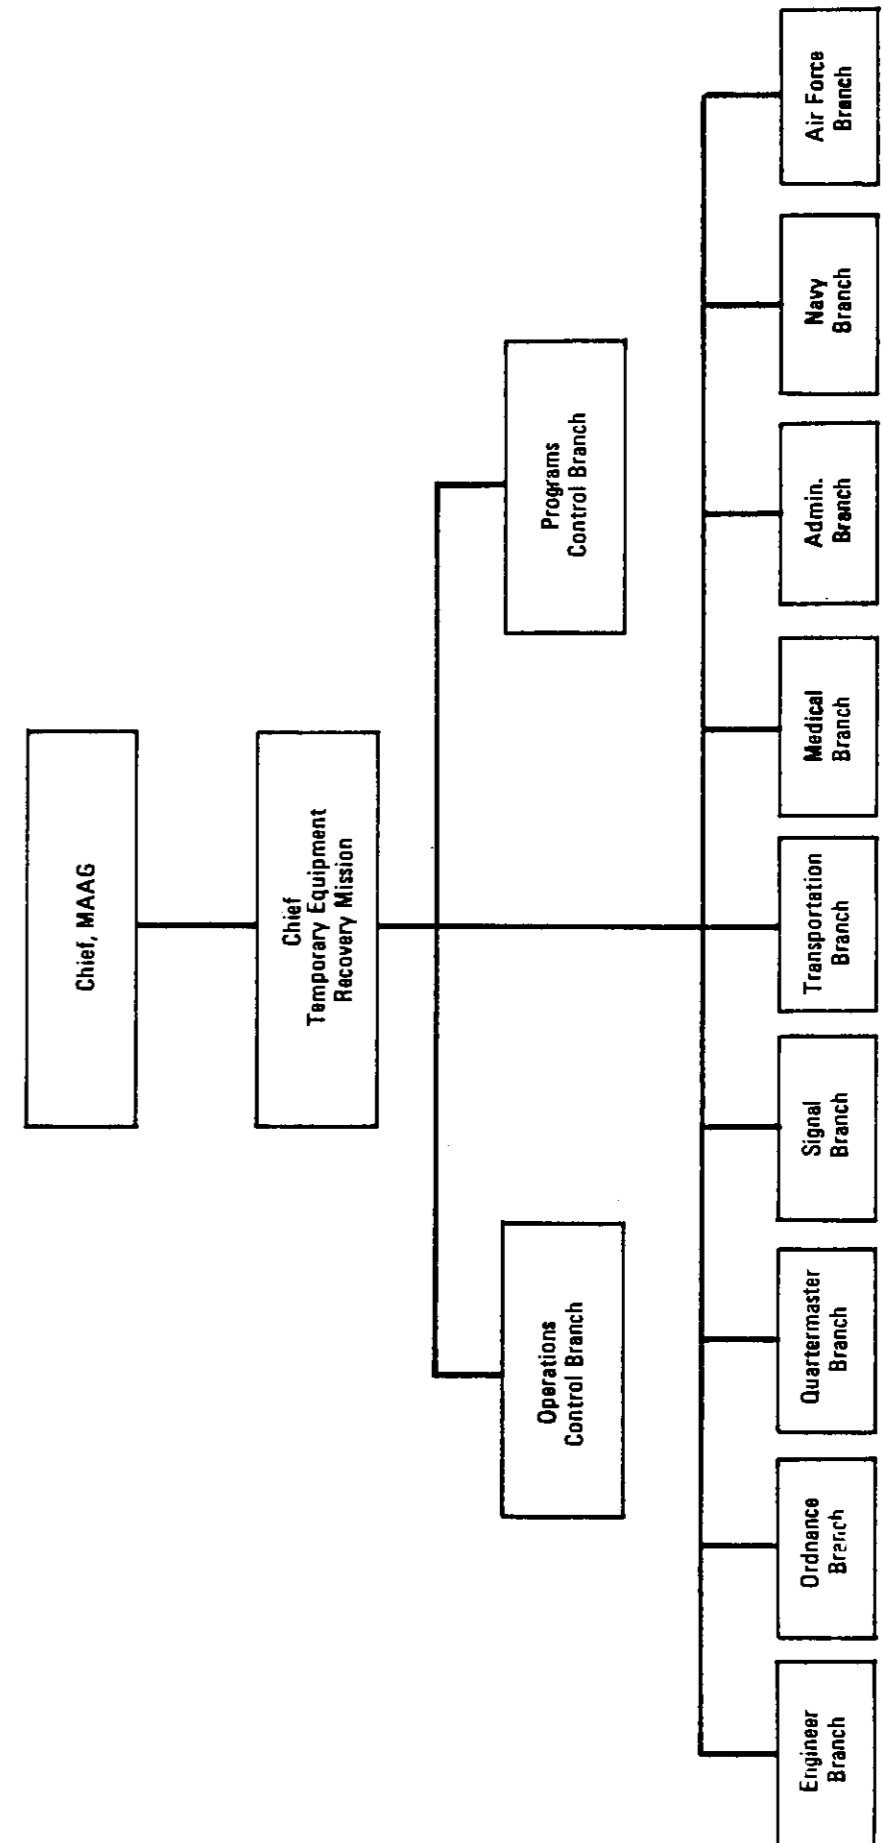 Chief, MAAG
Chief
Temporary Equipment
Recovery Mission
Operations
Control Branch
Programs
Control Branch
Engineer
Branch
Ordnance
Branch
Quartermaster
Branch
Signal
Branch
Transportation
Branch
Medical
Branch
Admin.
Branch
Navy
Branch
Air Force
Branch